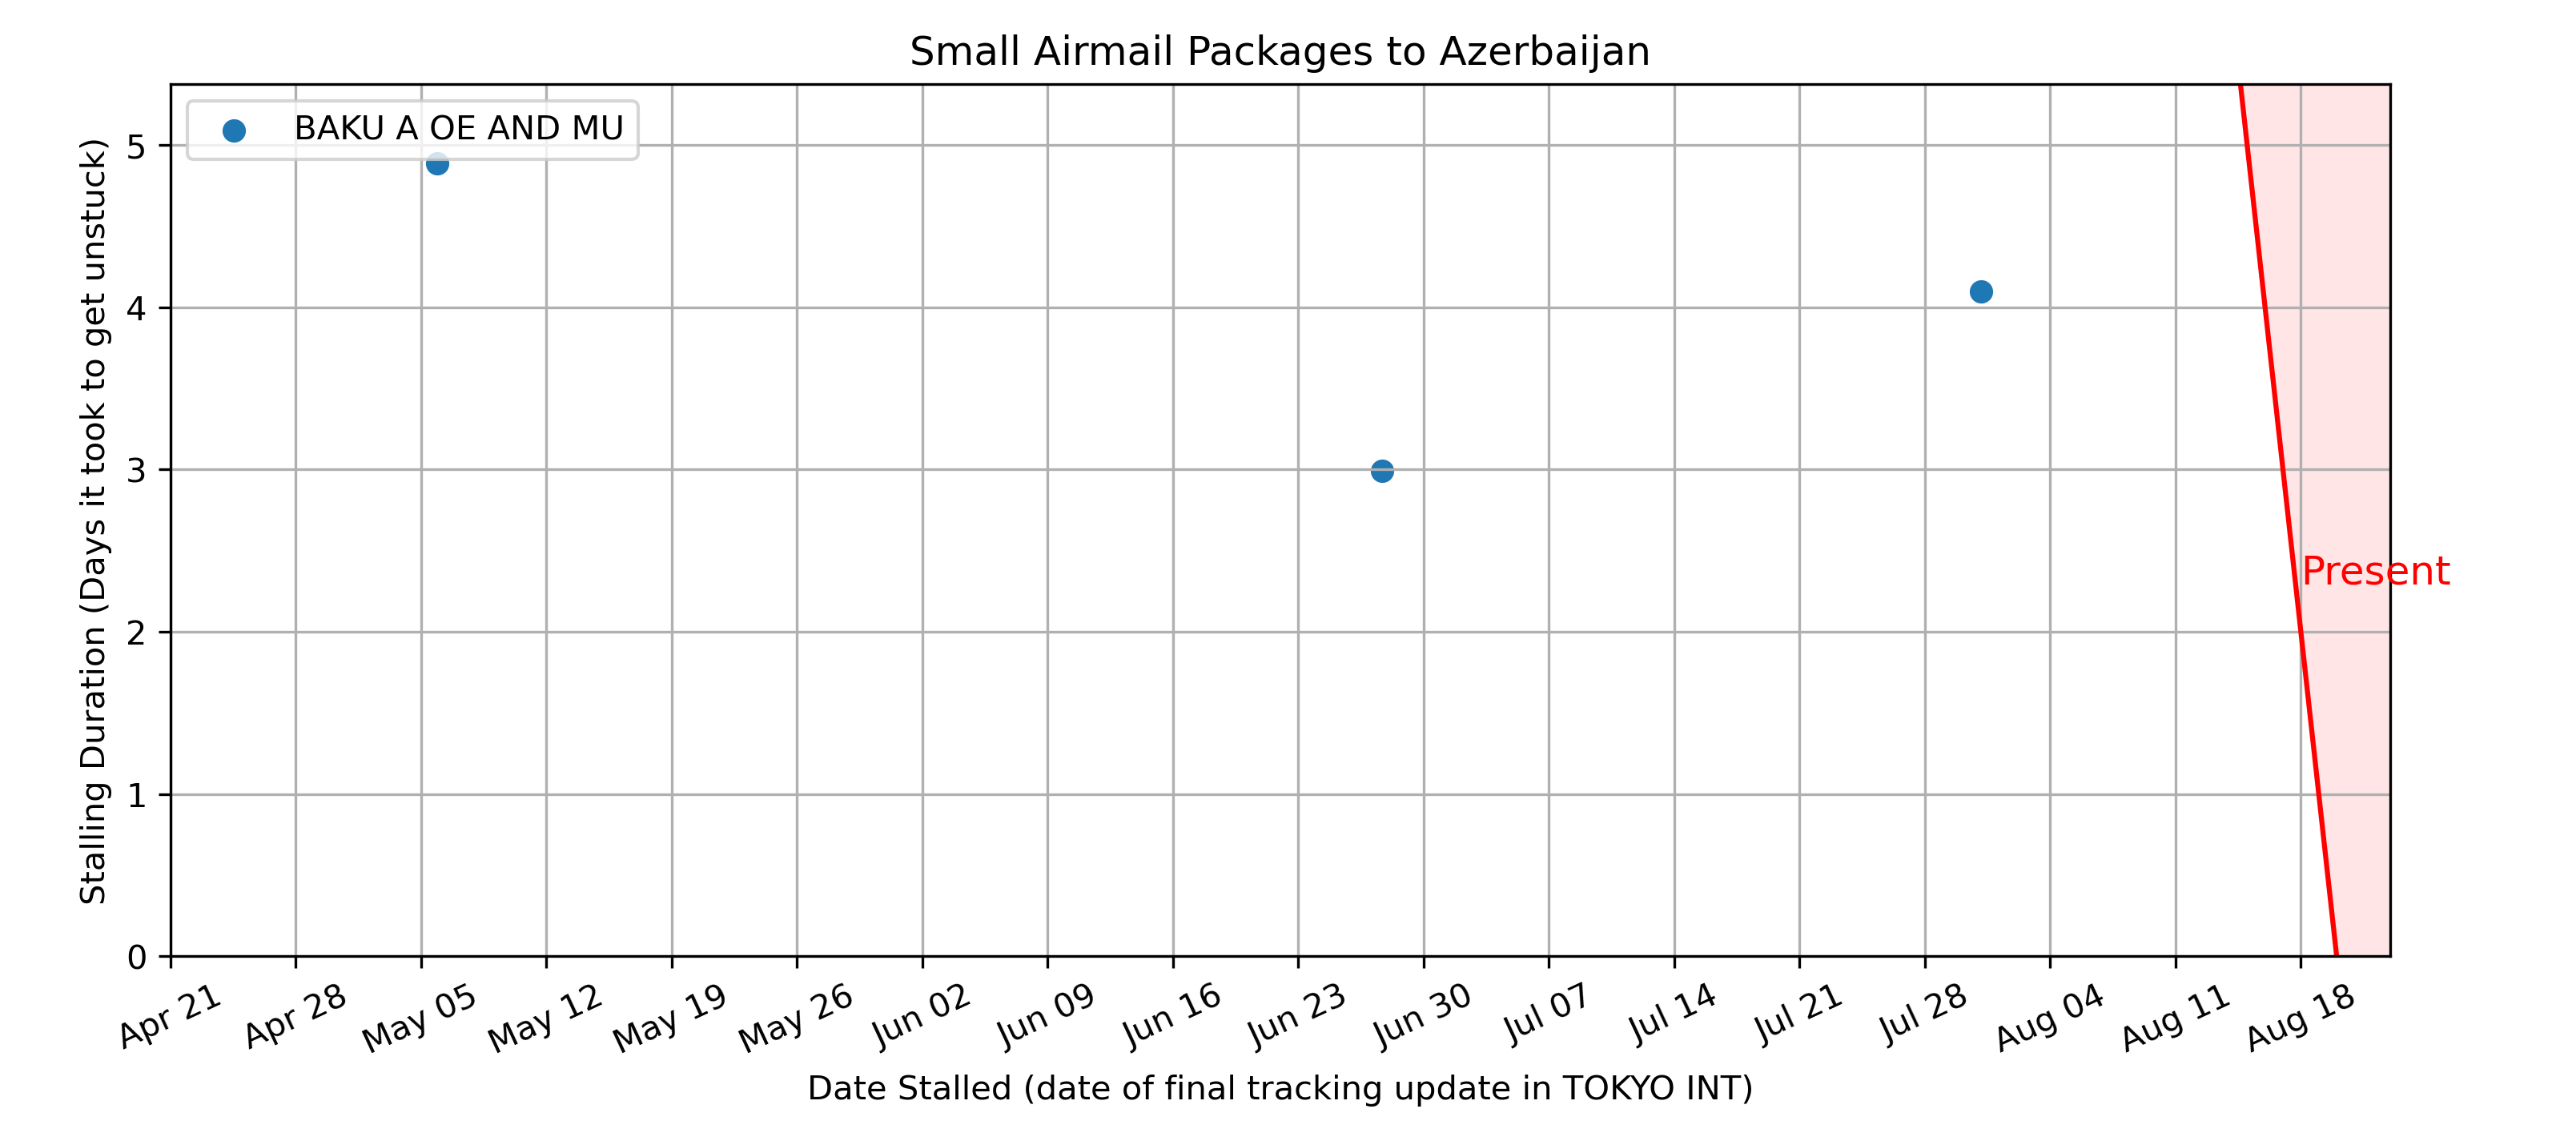 Small Airmail Packages to Azerbaijan
BAKU A OE AND MU
Stalling Duration (Days it took to get unstuck)
5
4
3
2
1
0
Present
Apr 21
Apr 28
May 05
May 12
May 19
May 26
Jun 02
Jun 09
Jun 16
Jun 23
Jun 30
Jul 07
Jul 14
Jul 21
Jul 28
Aug 04
Aug 11
Aug 18
Date Stalled (date of final tracking update in TOKYO INT)